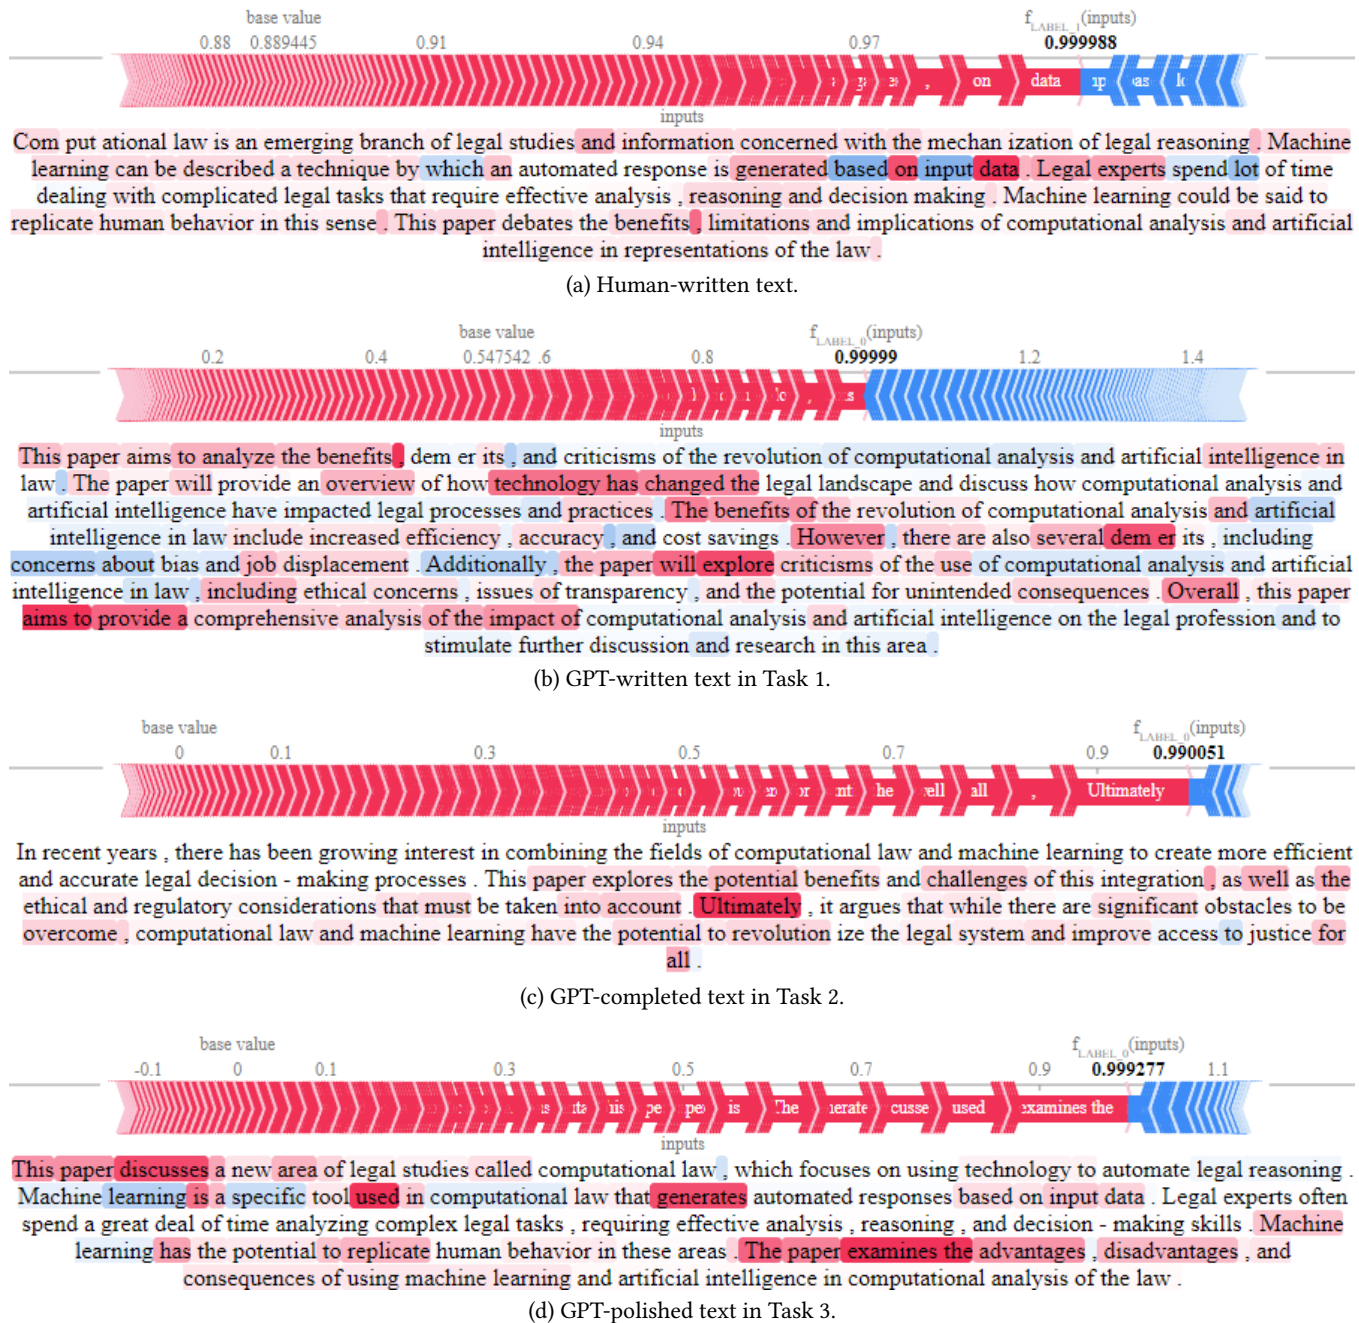 base value
f_LABEL_1(inputs)
0.88 0.889445 0.91 0.94 0.97 0.999988
, on data
inputs
Com put ational law is an emerging branch of legal studies and information concerned with the mechan ization of legal reasoning . Machine
learning can be described a technique by which an automated response is generated based on input data . Legal experts spend lot of time
dealing with complicated legal tasks that require effective analysis , reasoning and decision making . Machine learning could be said to
replicate human behavior in this sense . This paper debates the benefits , limitations and implications of computational analysis and artificial
intelligence in representations of the law .
(a) Human-written text.
base value
f_LABEL_0(inputs)
0.2 0.4 0.547542 .6 0.8 0.99999 1.2 1.4
inputs
This paper aims to analyze the benefits , dem er its , and criticisms of the revolution of computational analysis and artificial intelligence in
law . The paper will provide an overview of how technology has changed the legal landscape and discuss how computational analysis and
artificial intelligence have impacted legal processes and practices . The benefits of the revolution of computational analysis and artificial
intelligence in law include increased efficiency , accuracy , and cost savings . However , there are also several dem er its , including
concerns about bias and job displacement . Additionally , the paper will explore criticisms of the use of computational analysis and artificial
intelligence in law , including ethical concerns , issues of transparency , and the potential for unintended consequences . Overall , this paper
aims to provide a comprehensive analysis of the impact of computational analysis and artificial intelligence on the legal profession and to
stimulate further discussion and research in this area .
(b) GPT-written text in Task 1.
base value
f_LABEL_0(inputs)
0 0.1 0.3 0.5 0.7 0.9 0.990051
all , Ultimately
inputs
In recent years , there has been growing interest in combining the fields of computational law and machine learning to create more efficient
and accurate legal decision - making processes . This paper explores the potential benefits and challenges of this integration , as well as the
ethical and regulatory considerations that must be taken into account . Ultimately , it argues that while there are significant obstacles to be
overcome , computational law and machine learning have the potential to revolution ize the legal system and improve access to justice for
all .
(c) GPT-completed text in Task 2.
base value
f_LABEL_0(inputs)
-0.1 0 0.1 0.3 0.5 0.7 0.9 0.999277 1.1
is The used examines the
inputs
This paper discusses a new area of legal studies called computational law , which focuses on using technology to automate legal reasoning .
Machine learning is a specific tool used in computational law that generates automated responses based on input data . Legal experts often
spend a great deal of time analyzing complex legal tasks , requiring effective analysis , reasoning , and decision - making skills . Machine
learning has the potential to replicate human behavior in these areas . The paper examines the advantages , disadvantages , and
consequences of using machine learning and artificial intelligence in computational analysis of the law .
(d) GPT-polished text in Task 3.